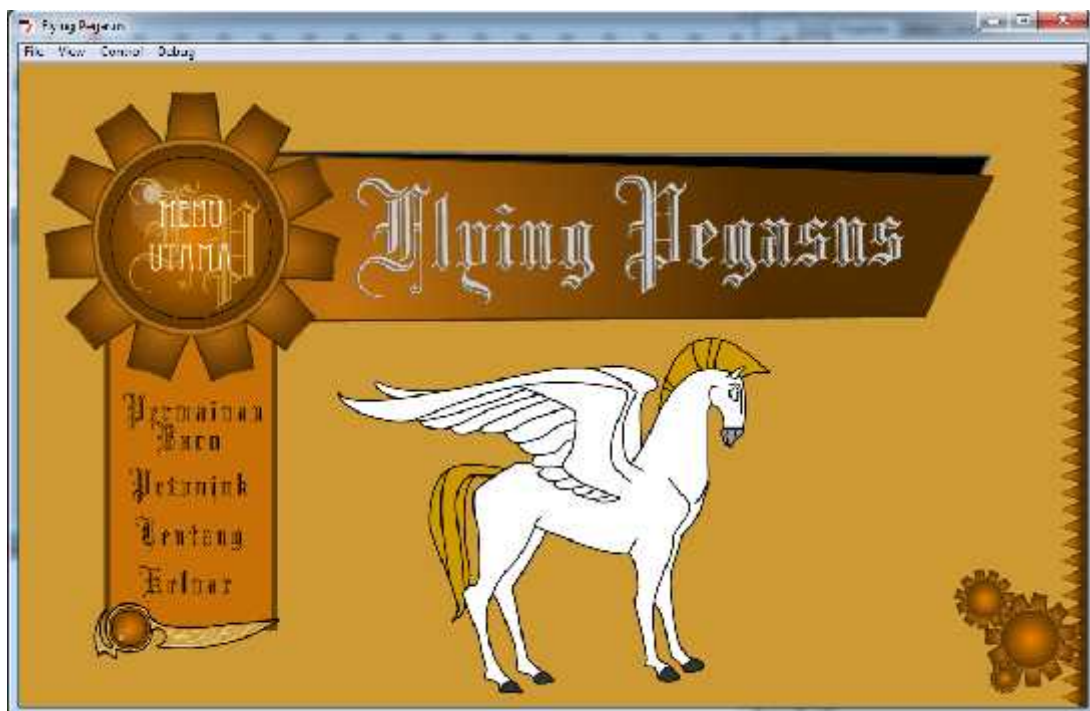 Flying Pegasus
File View Control Debug
MENU
UTAMA
Flying Pegasus
Permainan
Baru
Petunjuk
Tentang
Keluar